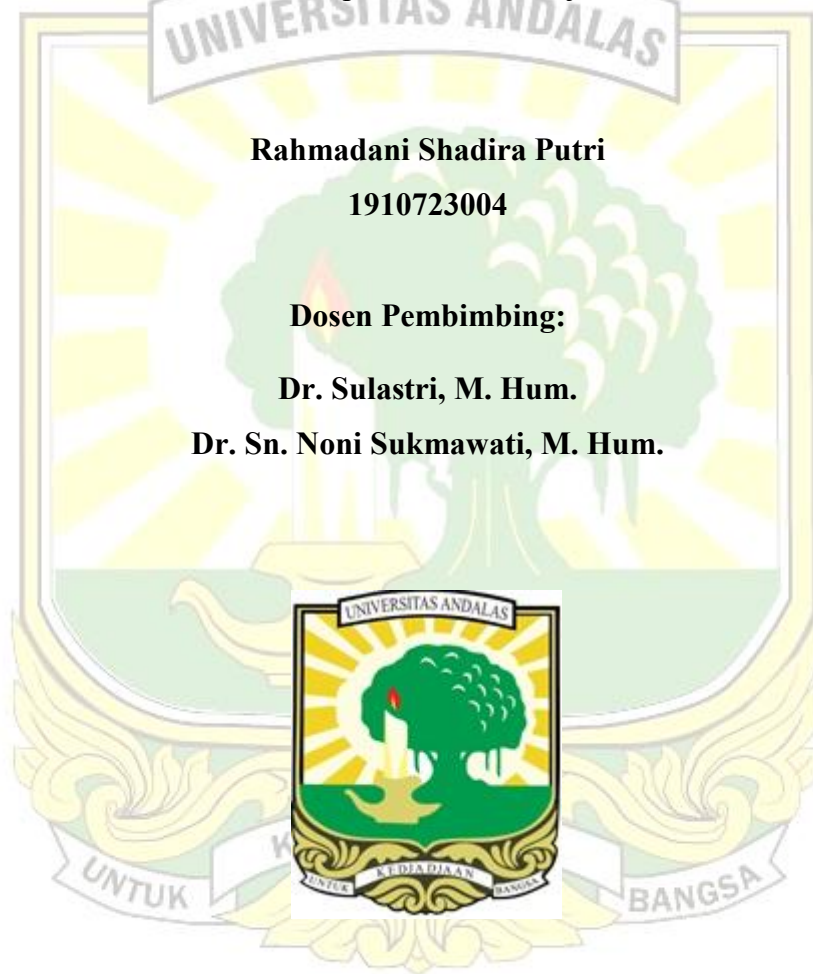 UNIVERSITAS ANDALAS
Rahmadani Shadira Putri
1910723004
Dosen Pembimbing:
Dr. Sulastri, M. Hum.
Dr. Sn. Noni Sukmawati, M. Hum.
UNIVERSITAS ANDALAS
UNTUK KEDJADJAAN BANGSA
UNTUK K BANGSA